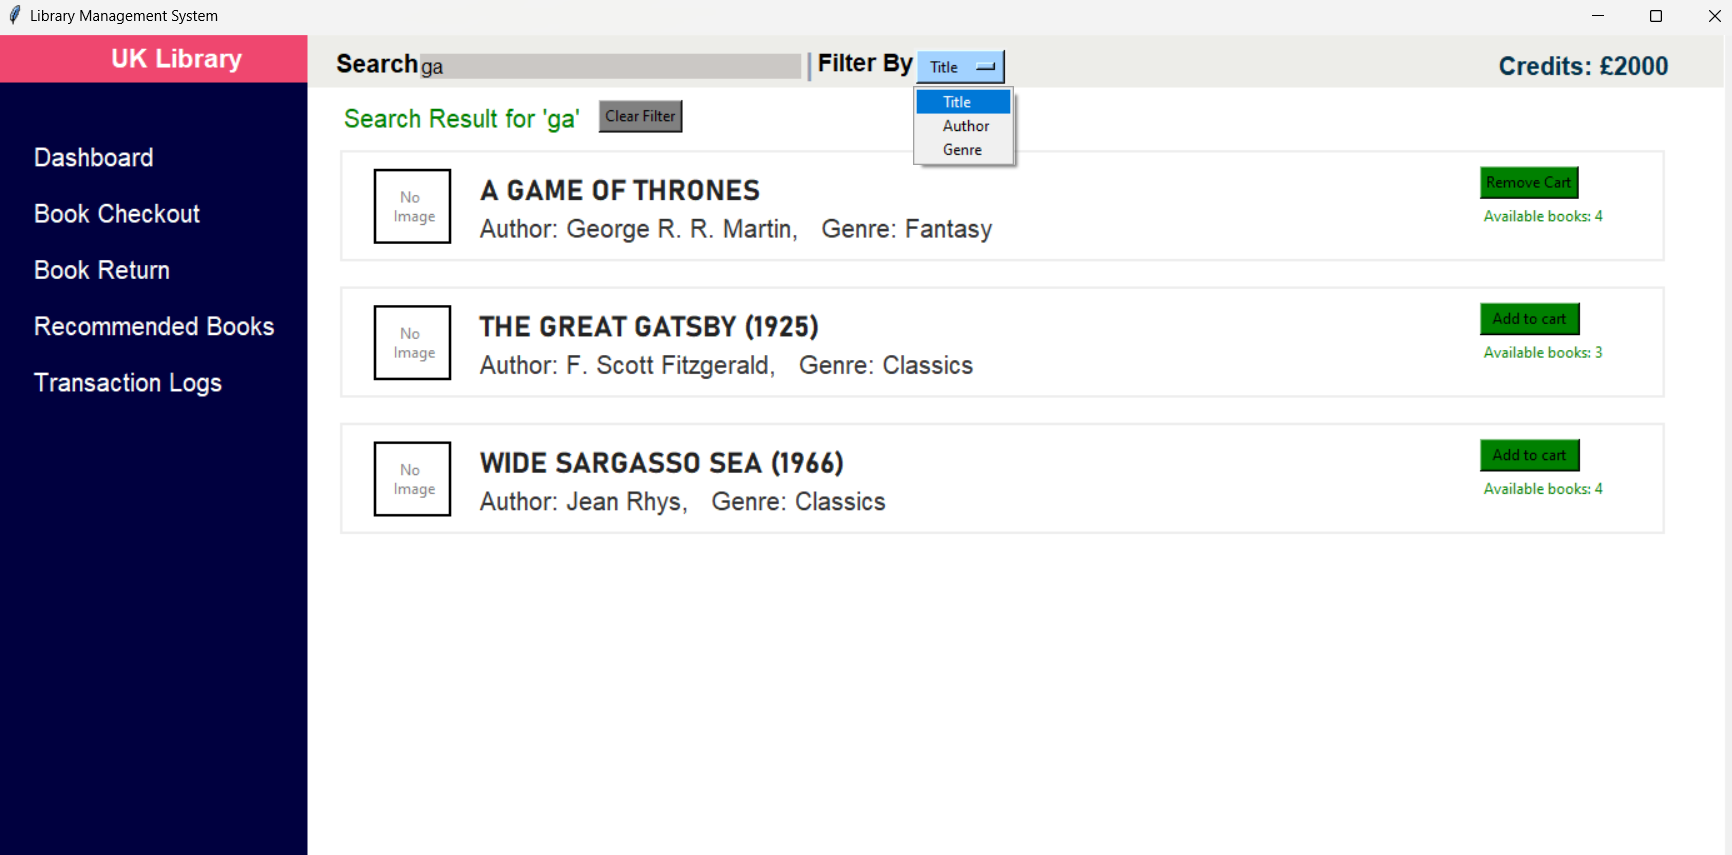 Library Management System
UK Library
Search ga | Filter By Title
Credits: £2000
Title
Author
Genre
Search Result for 'ga' Clear Filter
Dashboard
Book Checkout
Book Return
Recommended Books
Transaction Logs
No
Image
A GAME OF THRONES
Author: George R. R. Martin, Genre: Fantasy
Remove Cart
Available books: 4
No
Image
THE GREAT GATSBY (1925)
Author: F. Scott Fitzgerald, Genre: Classics
Add to cart
Available books: 3
No
Image
WIDE SARGASSO SEA (1966)
Author: Jean Rhys, Genre: Classics
Add to cart
Available books: 4